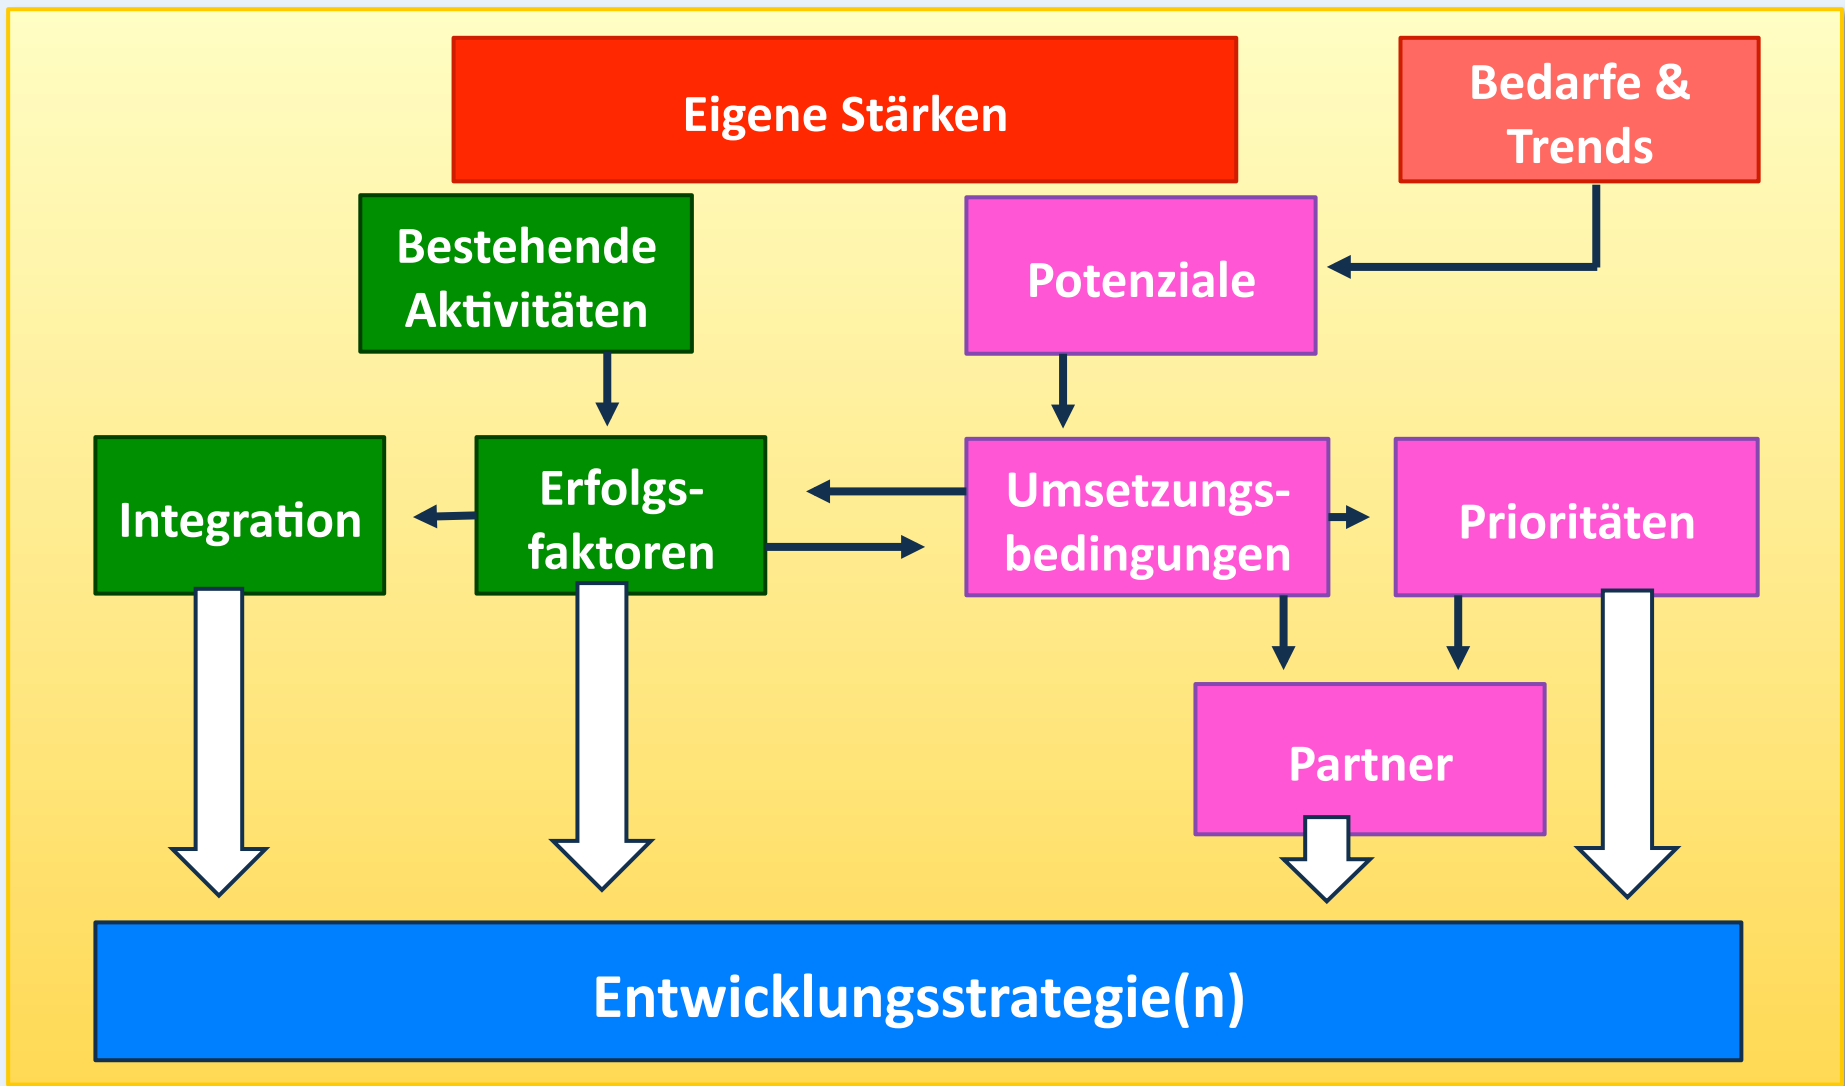 Eigene Stärken
Bedarfe &
Trends
Bestehende
Aktivitäten
Potenziale
Integration
Erfolgs-
faktoren
Umsetzungs-
bedingungen
Prioritäten
Partner
Entwicklungsstrategie(n)